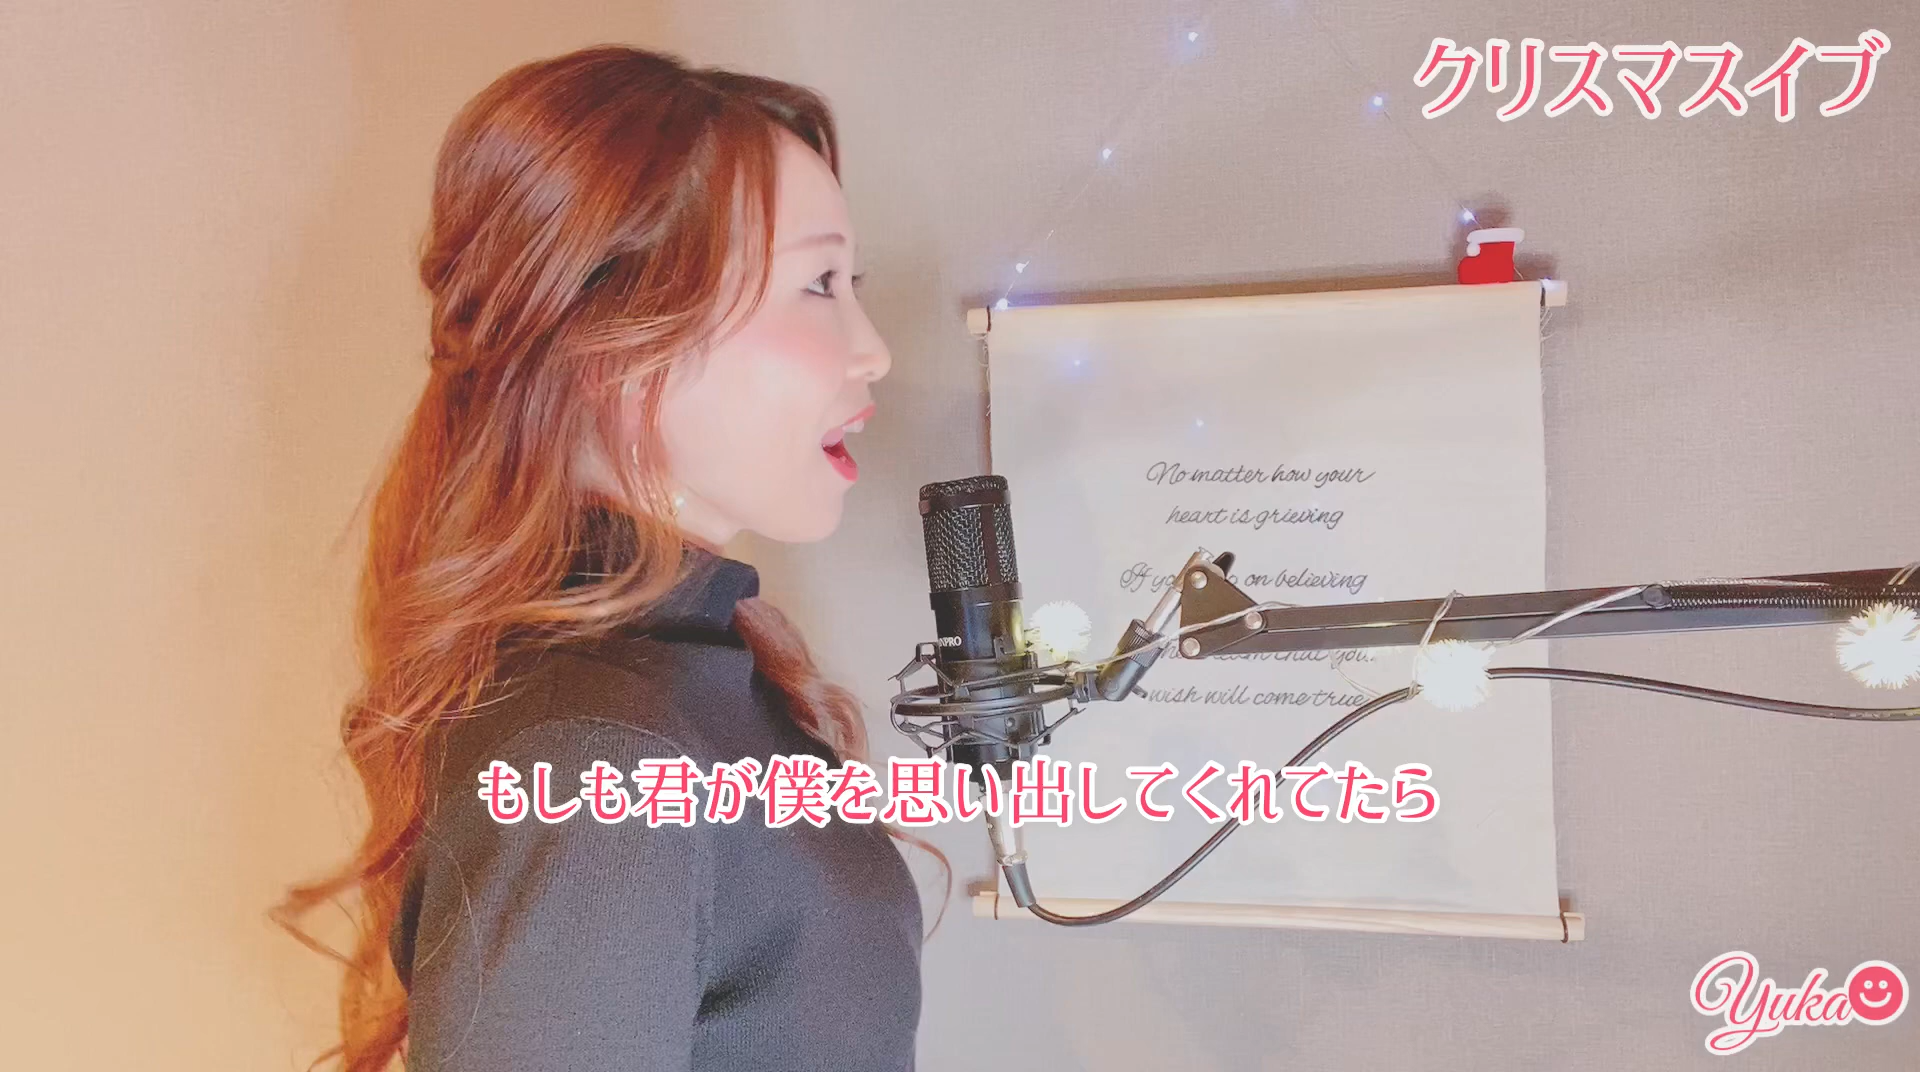 クリスマスイブ
No matter how your
heart is grieving
on believing
wish will come true
もしも君が僕を思い出してくれてたら
Yuka